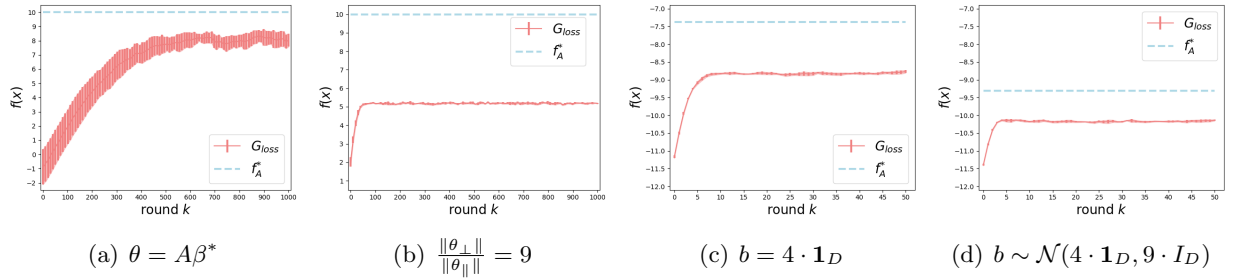 10
9
8
7
6
5
4
3
2
1
0
−1
−2
f(x)
G_loss
f*_A
0 100 200 300 400 500 600 700 800 900 1000
round k
(a) θ = Aβ*
10
9
8
7
6
5
4
3
2
1
f(x)
G_loss
f*_A
0 100 200 300 400 500 600 700 800 900 1000
round k
(b) ‖θ⊥‖/‖θ∥‖ = 9
−7.0
−7.5
−8.0
−8.5
−9.0
−9.5
−10.0
−10.5
−11.0
−11.5
−12.0
f(x)
G_loss
f*_A
0 5 10 15 20 25 30 35 40 45 50
round k
(c) b = 4 · 1_D
−7.0
−7.5
−8.0
−8.5
−9.0
−9.5
−10.0
−10.5
−11.0
−11.5
−12.0
f(x)
G_loss
f*_A
0 5 10 15 20 25 30 35 40 45 50
round k
(d) b ∼ 𝒩(4 · 1_D, 9 · I_D)